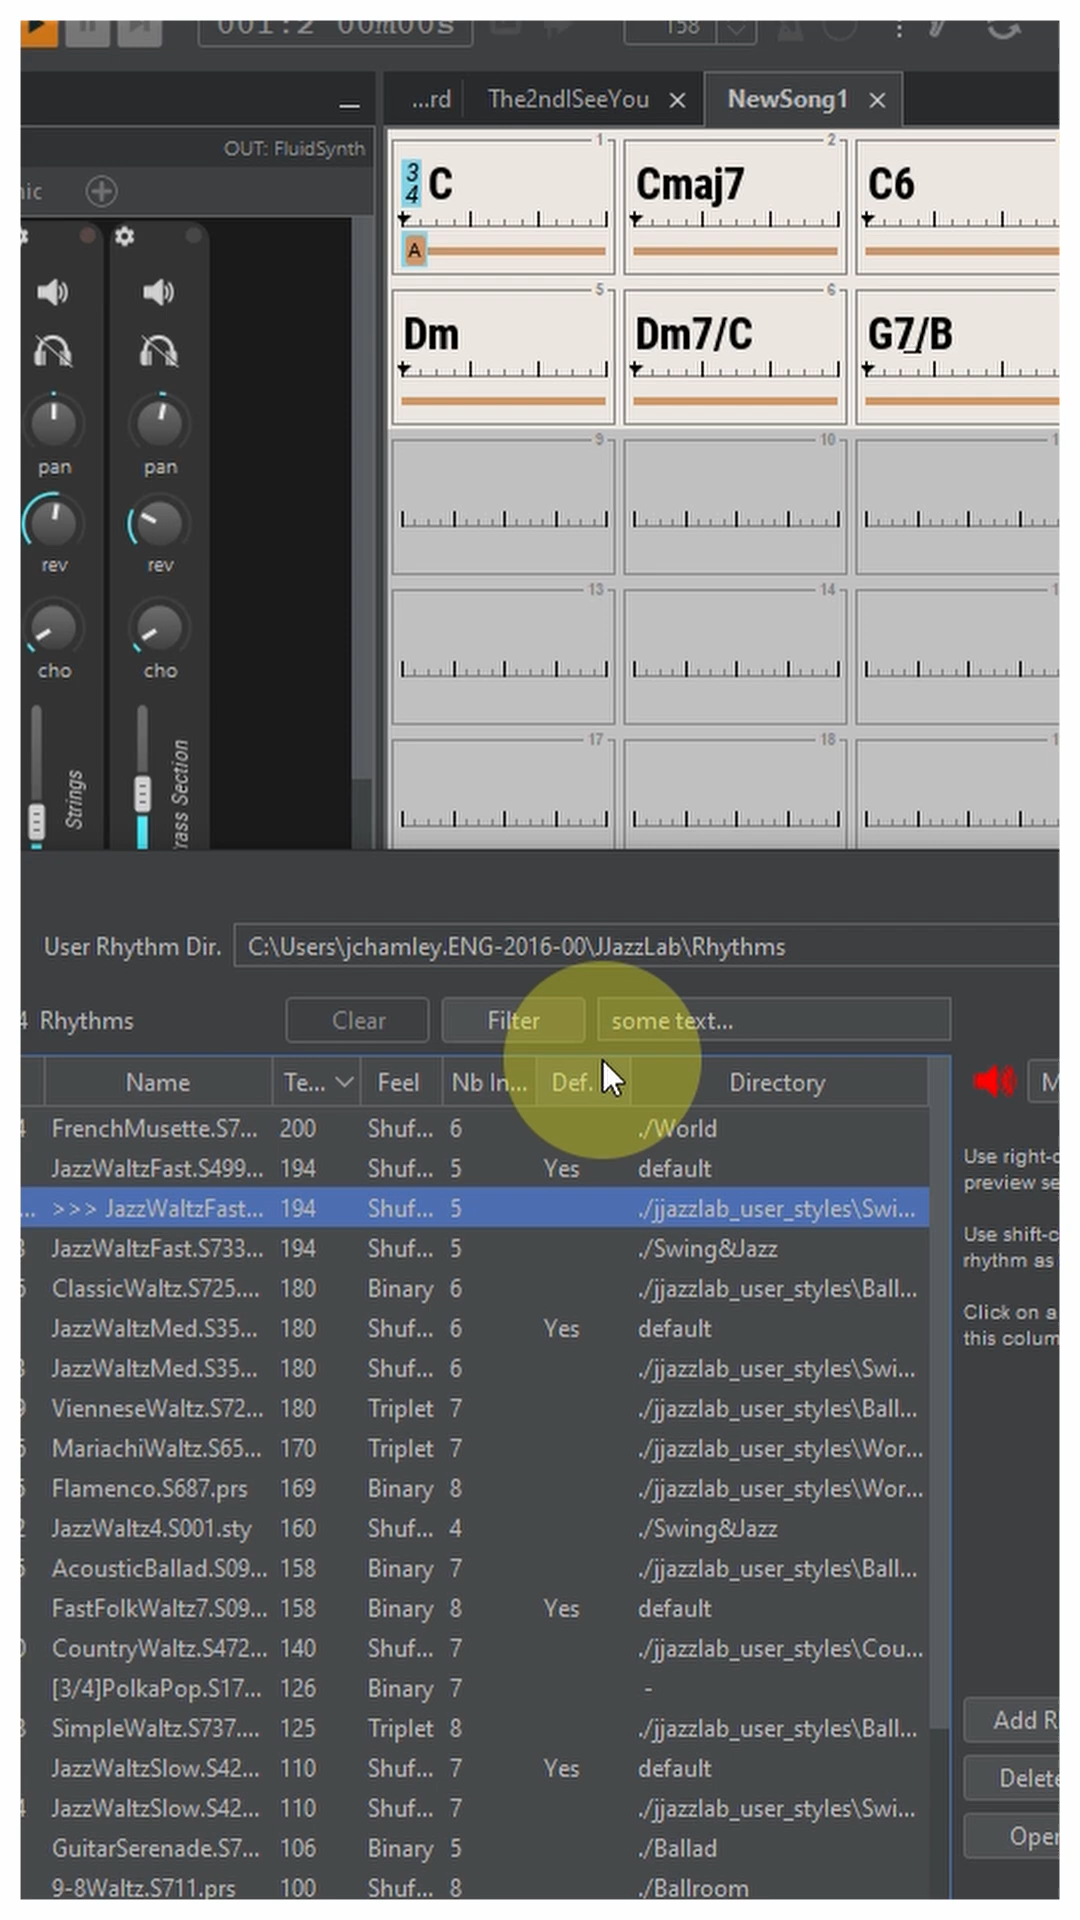 001:2 00m00s 158
...rd The2ndISeeYou × NewSong1 ×
OUT: FluidSynth
1 2
3
4 C Cmaj7 C6
A
5 6
Dm Dm7/C G7/B
9 10
13 14
17 18
pan pan
rev rev
cho cho
Strings
User Rhythm Dir. C:\Users\jchamley.ENG-2016-00\JJazzLab\Rhythms
Rhythms Clear Filter some text...
Name Te... Feel Nb In... Def. Directory
FrenchMusette.S7... 200 Shuf... 6 ./World
JazzWaltzFast.S499... 194 Shuf... 5 Yes default
>>> JazzWaltzFast... 194 Shuf... 5 ./jjazzlab_user_styles\Swi...
JazzWaltzFast.S733... 194 Shuf... 5 ./Swing&Jazz
ClassicWaltz.S725.... 180 Binary 6 ./jjazzlab_user_styles\Ball...
JazzWaltzMed.S35... 180 Shuf... 6 Yes default
JazzWaltzMed.S35... 180 Shuf... 6 ./jjazzlab_user_styles\Swi...
VienneseWaltz.S72... 180 Triplet 7 ./jjazzlab_user_styles\Ball...
MariachiWaltz.S65... 170 Triplet 7 ./jjazzlab_user_styles\Wor...
Flamenco.S687.prs 169 Binary 8 ./jjazzlab_user_styles\Wor...
JazzWaltz4.S001.sty 160 Shuf... 4 ./Swing&Jazz
AcousticBallad.S09... 158 Binary 7 ./jjazzlab_user_styles\Ball...
FastFolkWaltz7.S09... 158 Binary 8 Yes default
CountryWaltz.S472... 140 Shuf... 7 ./jjazzlab_user_styles\Cou...
[3/4]PolkaPop.S17... 126 Binary 7 -
SimpleWaltz.S737.... 125 Triplet 8 ./jjazzlab_user_styles\Ball...
JazzWaltzSlow.S42... 110 Shuf... 7 Yes default
JazzWaltzSlow.S42... 110 Shuf... 7 ./jjazzlab_user_styles\Swi...
GuitarSerenade.S7... 106 Binary 5 ./Ballad
9-8Waltz.S711.prs 100 Shuf... 8 ./Ballroom
Use right-c
preview se
Use shift-c
rhythm as
Click on a
this colum
Add R
Delete
Open